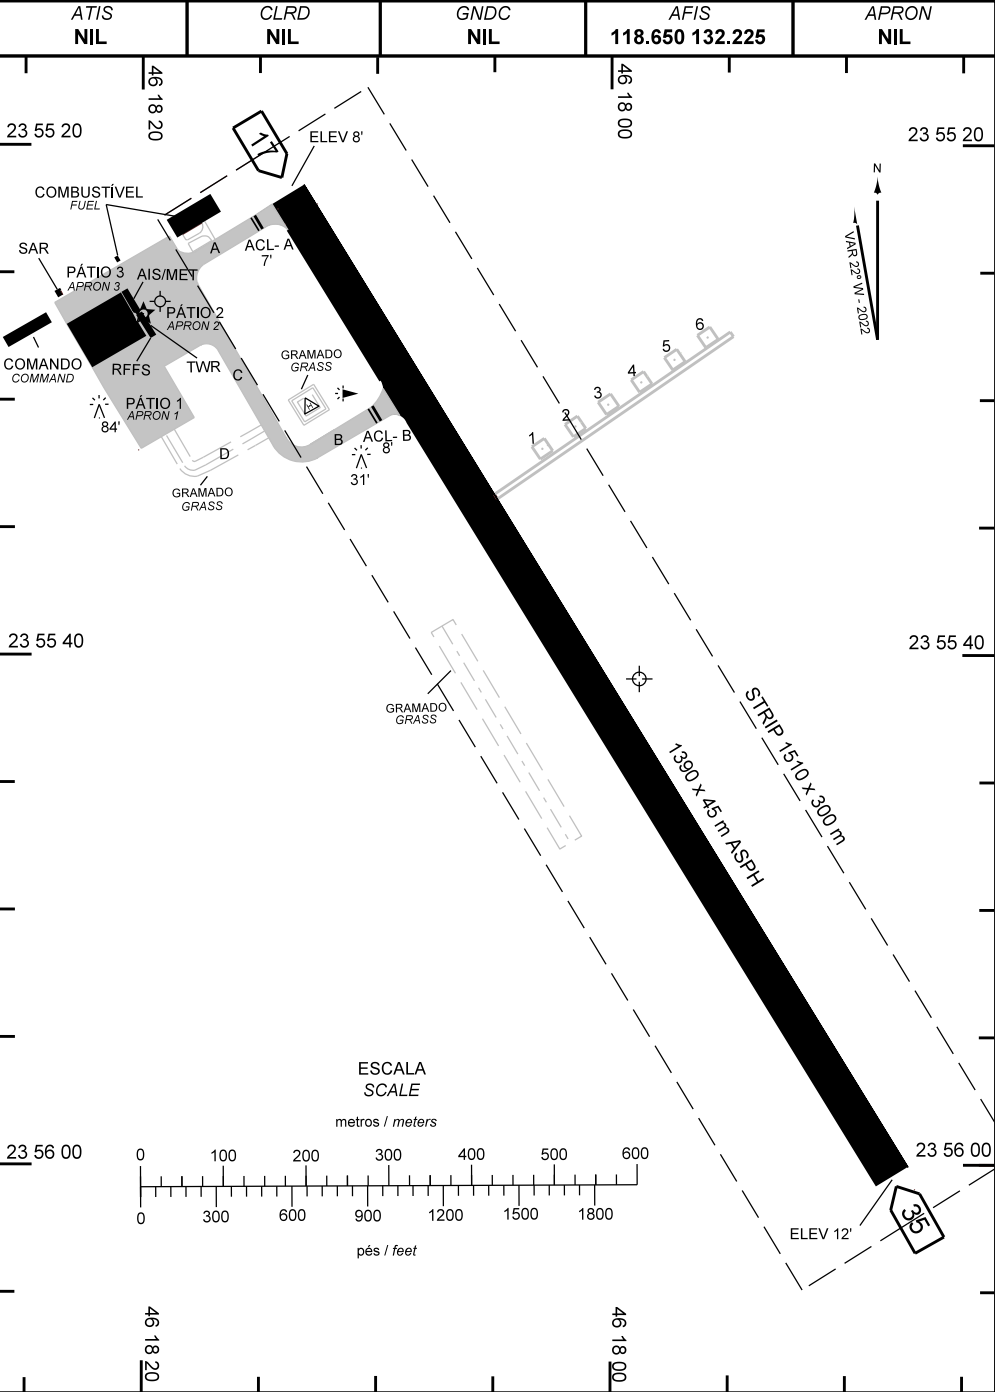 ATIS
NIL
CLRD
NIL
GNDC
NIL
AFIS
118.650 132.225
APRON
NIL
46 18 20
46 18 00
23 55 20
23 55 20
17
ELEV 8'
N
VAR 22º W - 2022
COMBUSTÍVEL
FUEL
SAR
A
ACL- A
7'
PÁTIO 3
APRON 3
AIS/MET
PÁTIO 2
APRON 2
COMANDO
COMMAND
RFFS
TWR
C
GRAMADO
GRASS
H
PÁTIO 1
APRON 1
84'
B
ACL- B
8'
31'
D
GRAMADO
GRASS
1
2
3
4
5
6
23 55 40
23 55 40
GRAMADO
GRASS
STRIP 1510 x 300 m
1390 x 45 m ASPH
ESCALA
SCALE
metros / meters
0 100 200 300 400 500 600
0 300 600 900 1200 1500 1800
pés / feet
23 56 00
23 56 00
ELEV 12'
35
46 18 20
46 18 00